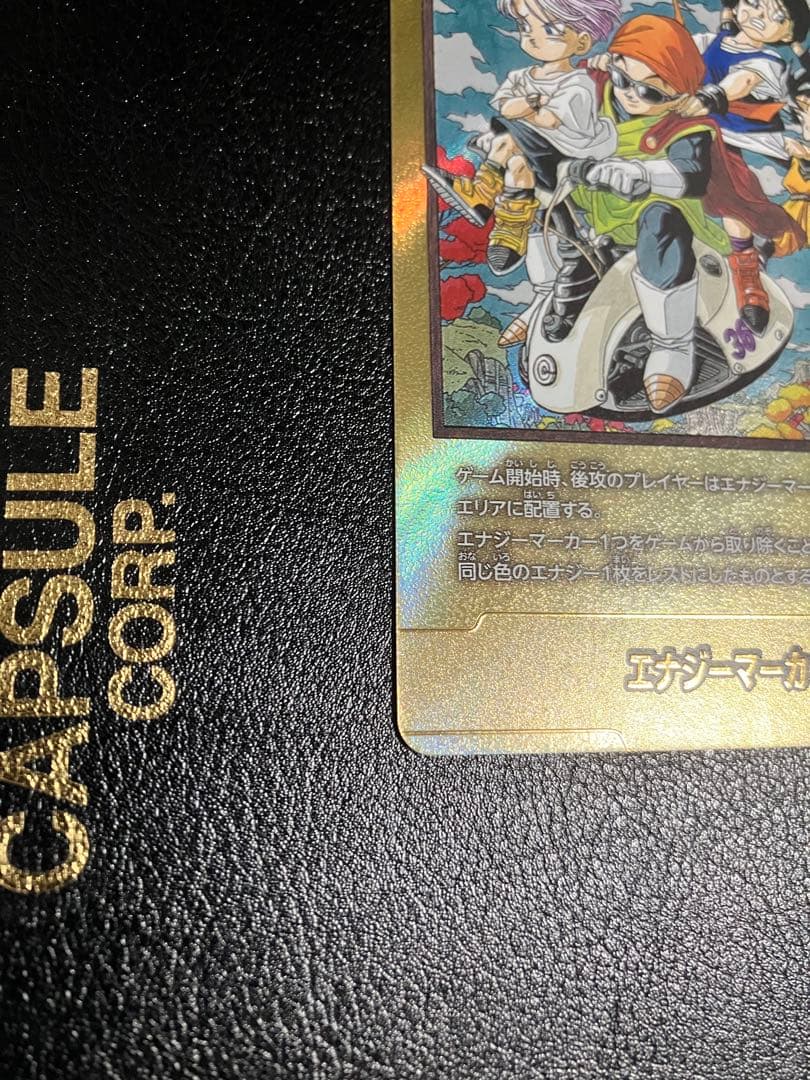 CAPSULE
CORP.
ゲーム開始時、後攻のプレイヤーはエナジーマー
エリアに配置する。
エナジーマーカー1つをゲームから取り除くこと
同じ色のエナジー1枚をレストにしたものとする
エナジーマーカ